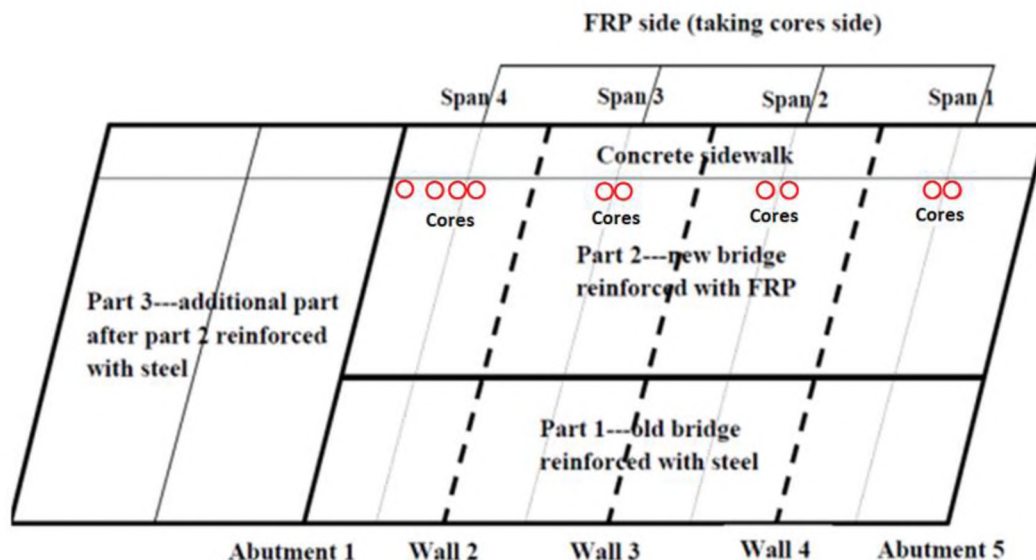 FRP side (taking cores side)
Span 4
Span 3
Span 2
Span 1
Concrete sidewalk
Cores
Cores
Cores
Cores
Part 2---new bridge
reinforced with FRP
Part 3---additional part
after part 2 reinforced
with steel
Part 1---old bridge
reinforced with steel
Abutment 1
Wall 2
Wall 3
Wall 4
Abutment 5